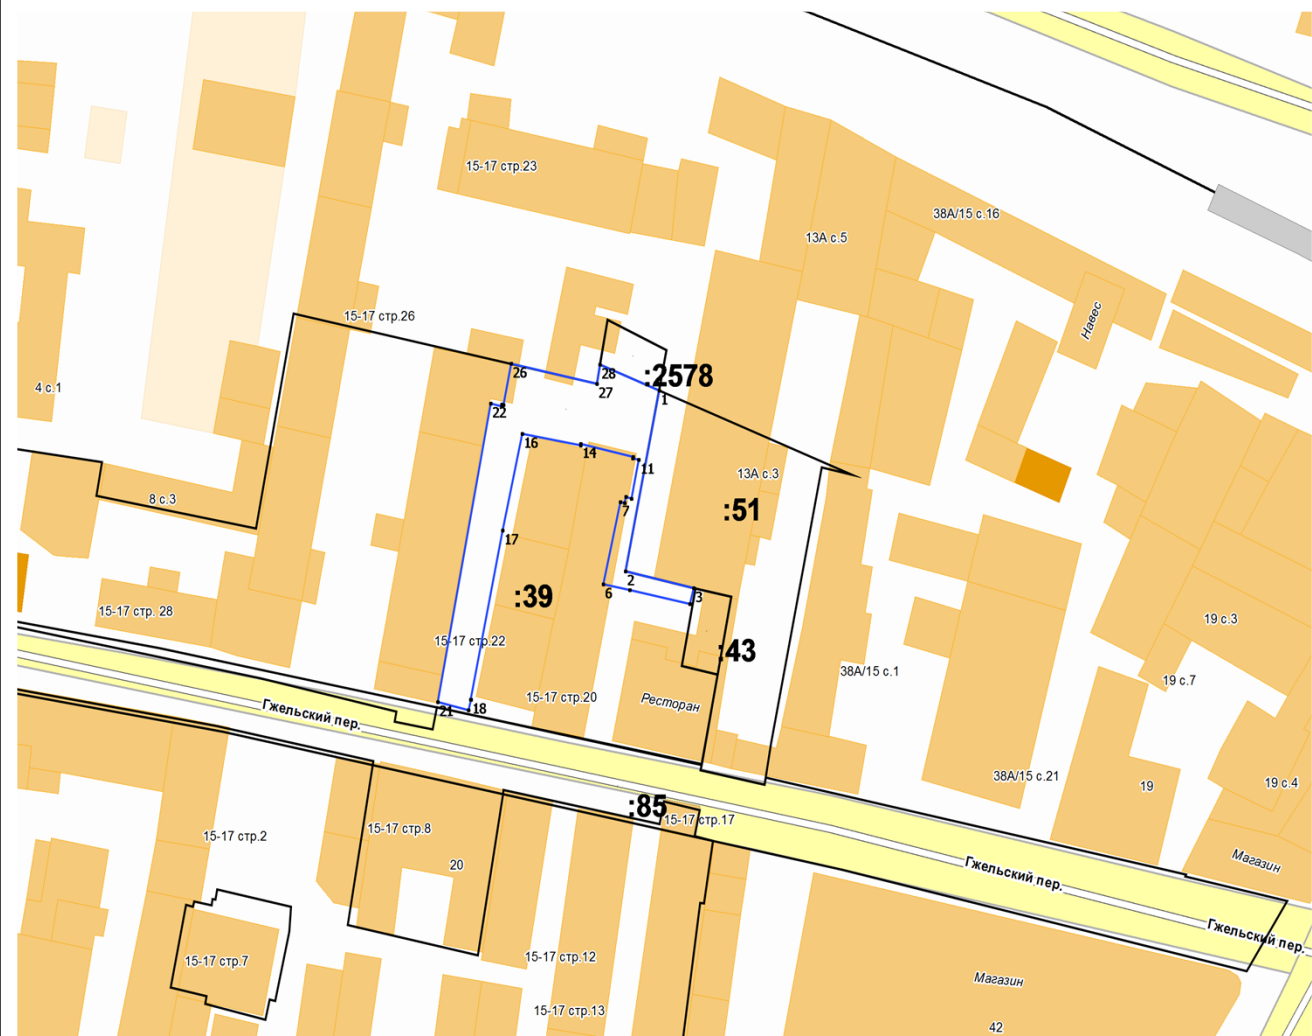 15-17 стр.23
38А/15 с.16
13А с.5
Навес
15-17 стр.26
4 с.1
26
28
27
:2578
1
22
16
14
11
13А с.3
8 с.3
7
:51
17
2
6
3
:39
15-17 стр. 28
19 с.3
15-17 стр.22
:43
38А/15 с.1
19 с.7
15-17 стр.20
Ресторан
Гжельский пер.
21
18
38А/15 с.21
19
19 с.4
:85
15-17 стр.17
15-17 стр.2
15-17 стр.8
20
Магазин
Гжельский пер.
Гжельский пер.
15-17 стр.7
15-17 стр.12
Магазин
15-17 стр.13
42